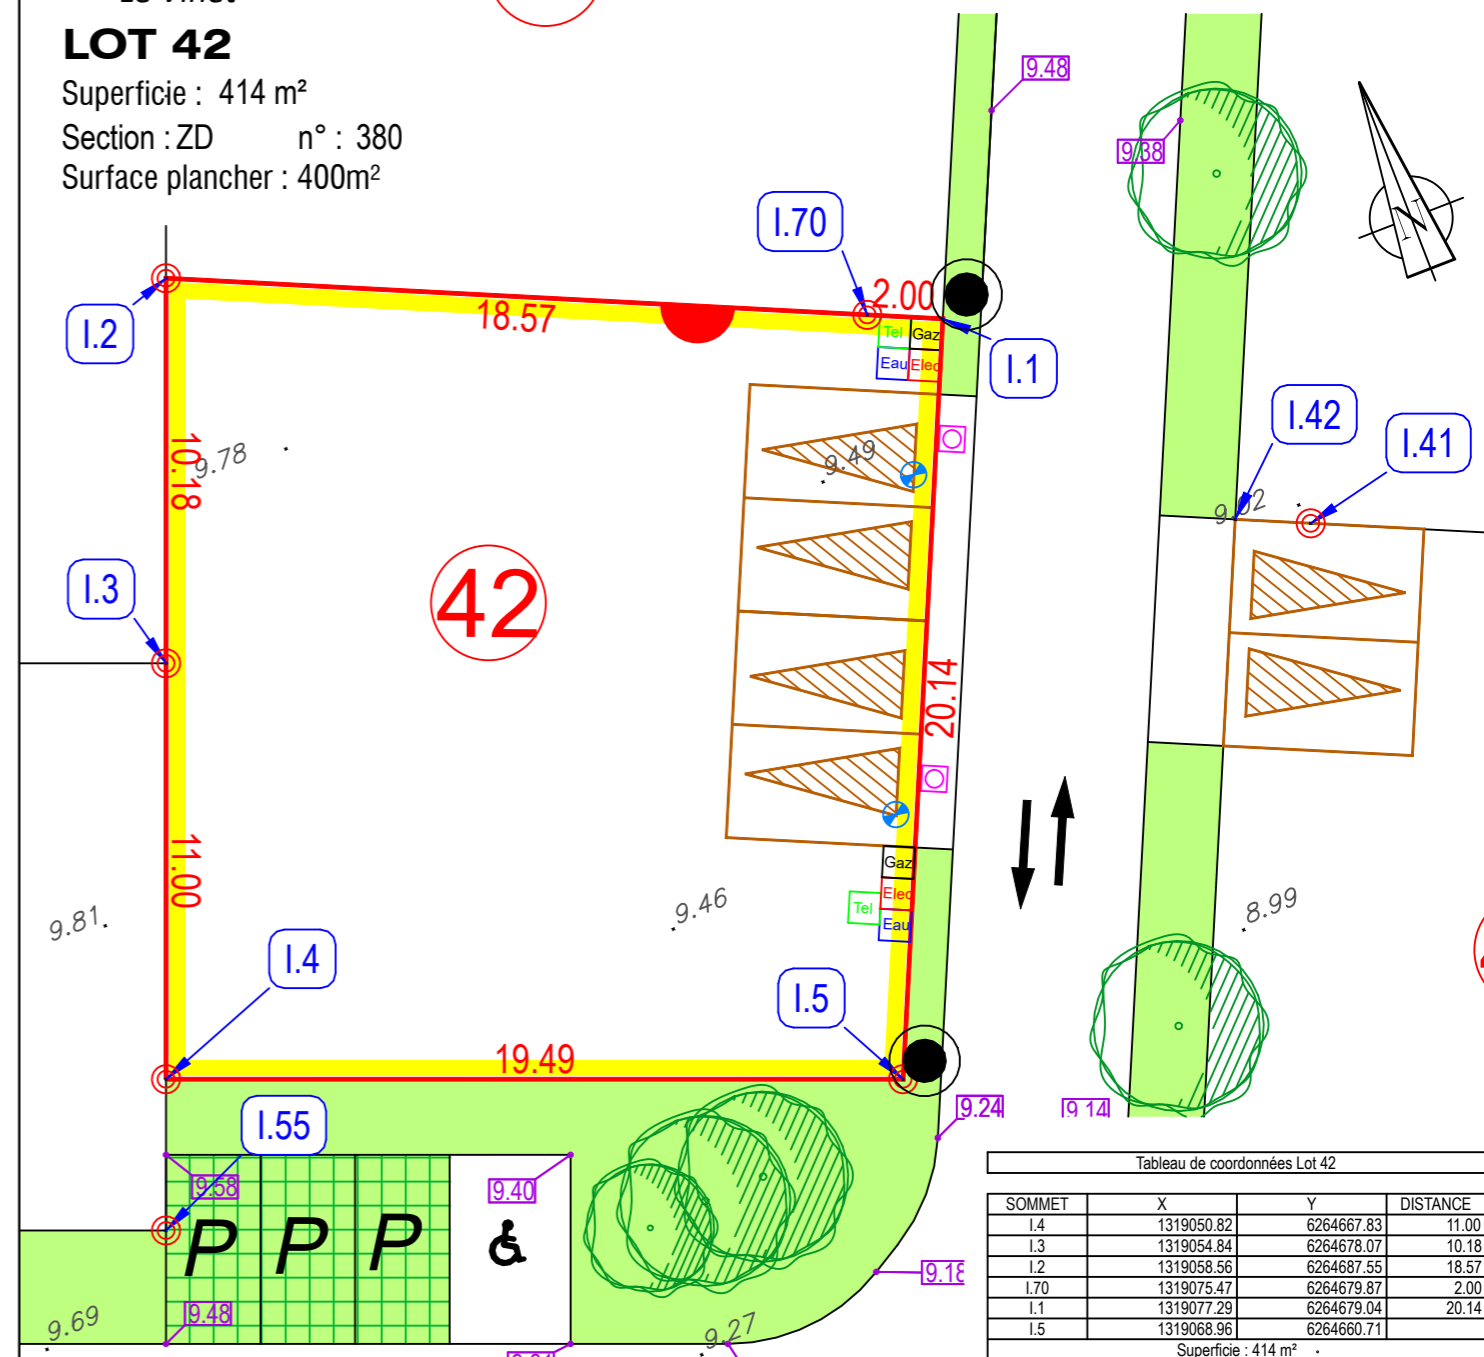 LOT 42
Superficie : 414 m²
Section : ZD n° : 380
Surface plancher : 400m²
9.48
9.38
N
I.70
I.2
18.57
2.00
Tel Gaz
Eau Elec
I.1
I.42
I.41
10.18
9.78
9.49
9.02
I.3
42
20.14
11.00
9.81
9.46
Gaz
Elec
Tel
Eau
8.99
I.4
I.5
19.49
I.55
9.24
9.14
9.58
9.40
P P P
9.18
9.48
9.69
9.27
Tableau de coordonnées Lot 42
SOMMET X Y DISTANCE
I.4 1319050.82 6264667.83 11.00
I.3 1319054.84 6264678.07 10.18
I.2 1319058.56 6264687.55 18.57
I.70 1319075.47 6264679.87 2.00
I.1 1319077.29 6264679.04 20.14
I.5 1319068.96 6264660.71
Superficie : 414 m²